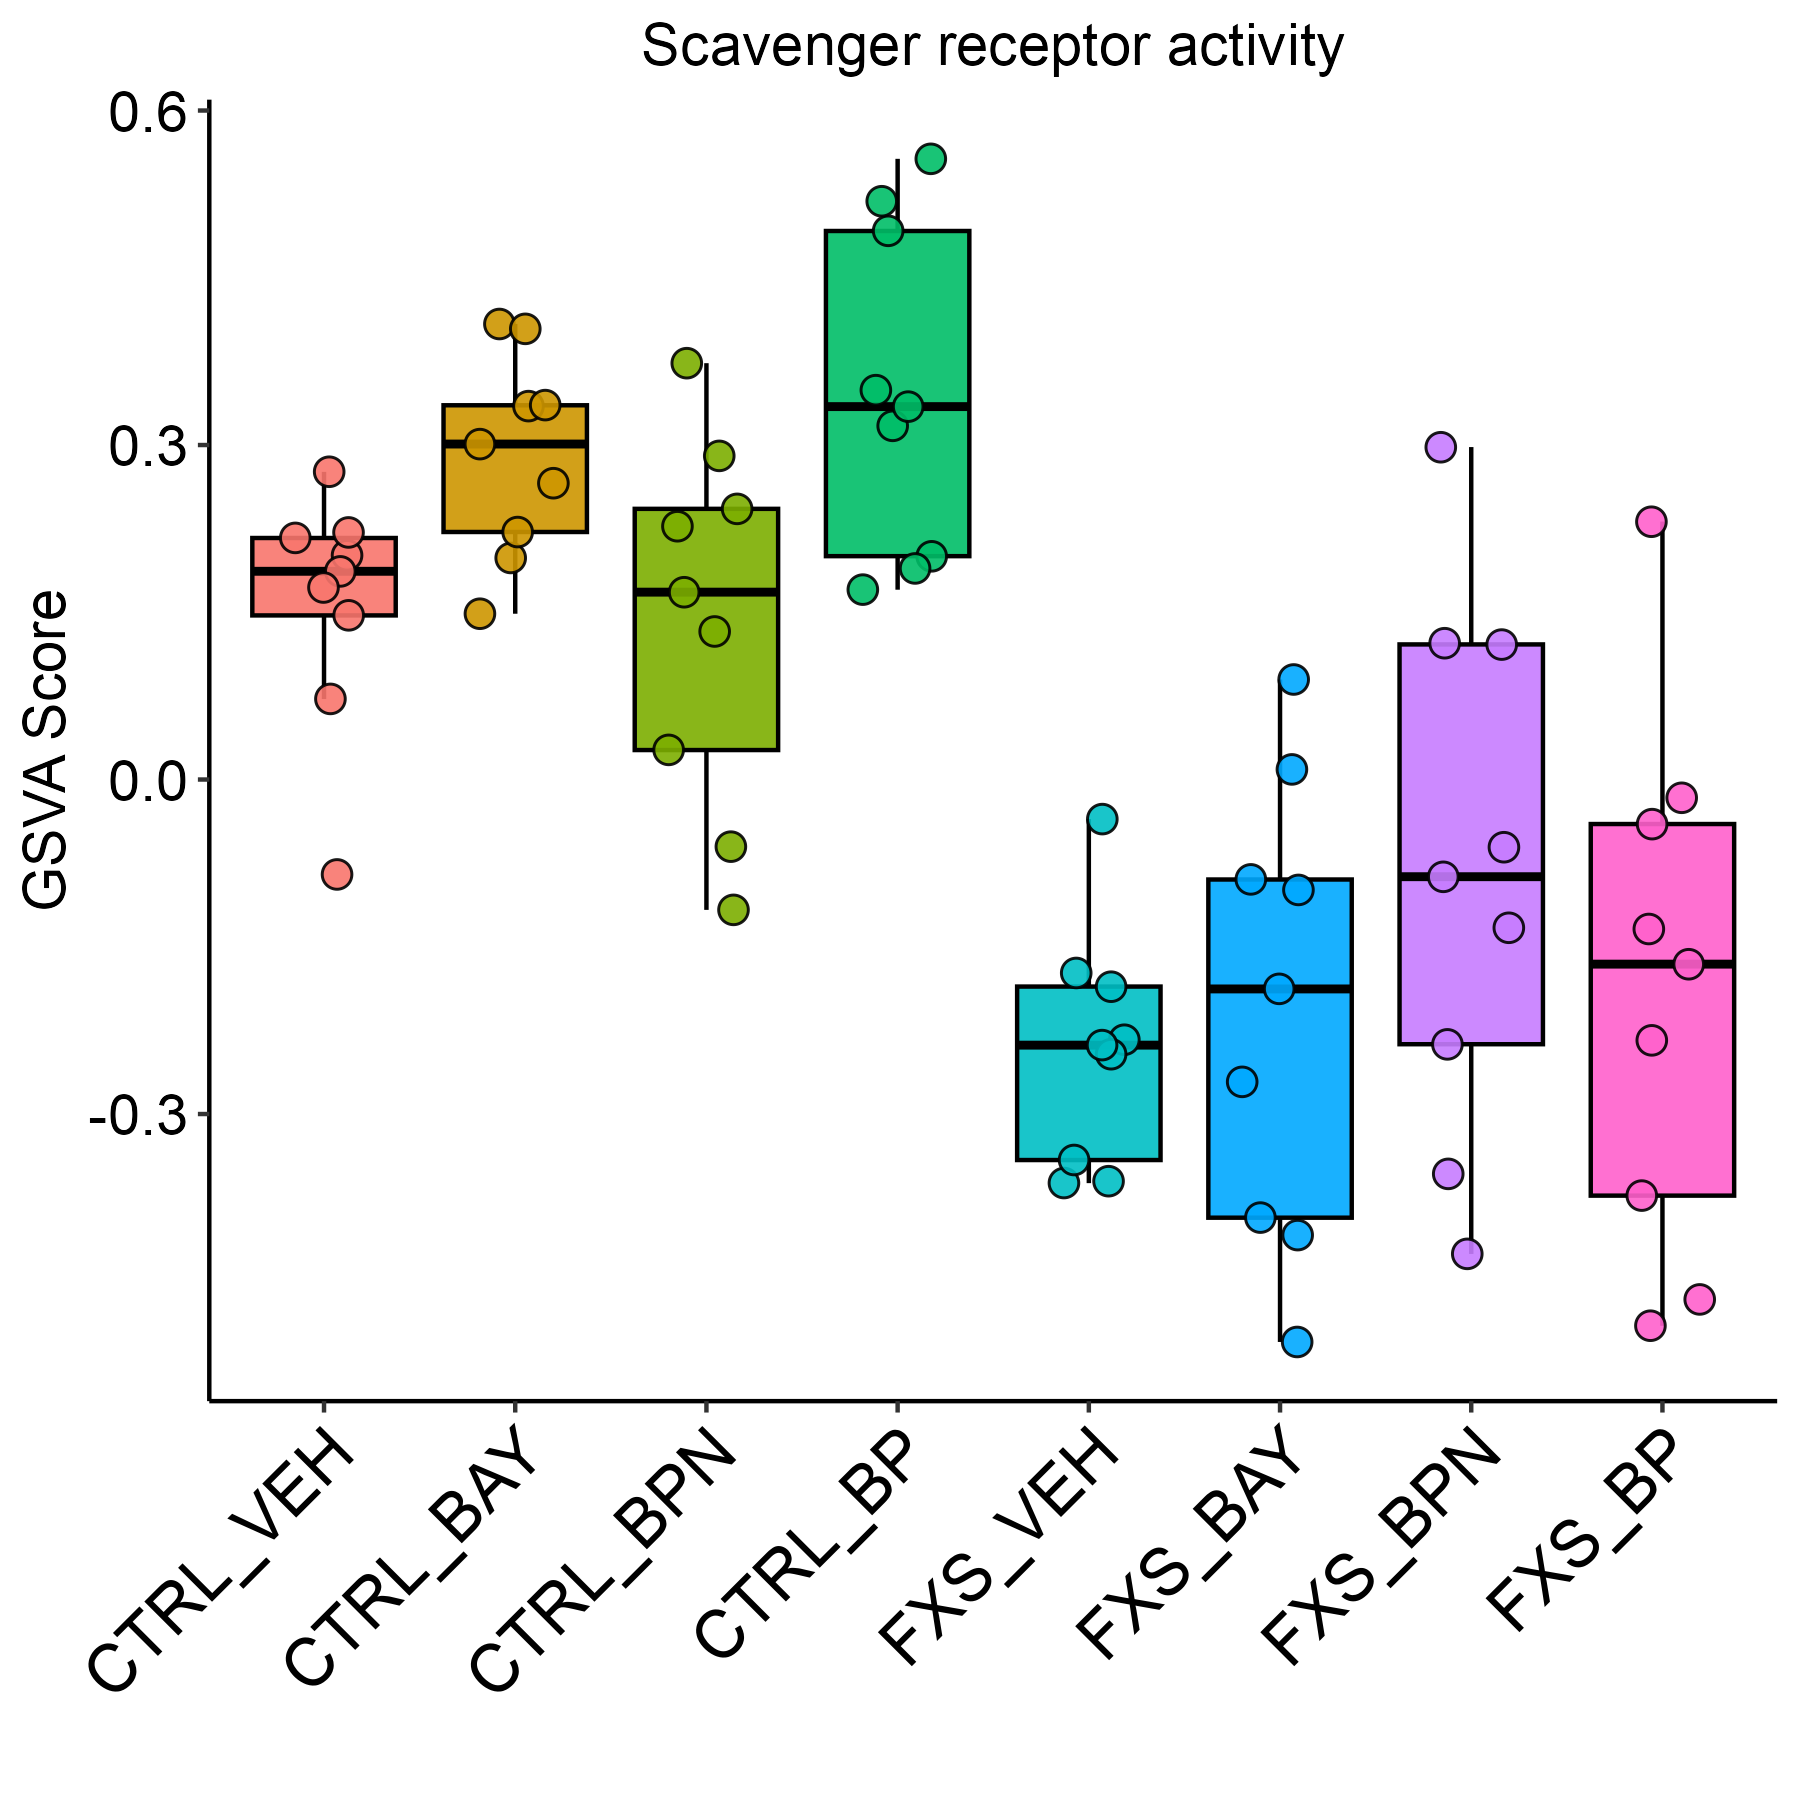 Scavenger receptor activity
GSVA Score
0.6
0.3
0.0
-0.3
CTRL_VEH
CTRL_BAY
CTRL_BPN
CTRL_BP
FXS_VEH
FXS_BAY
FXS_BPN
FXS_BP